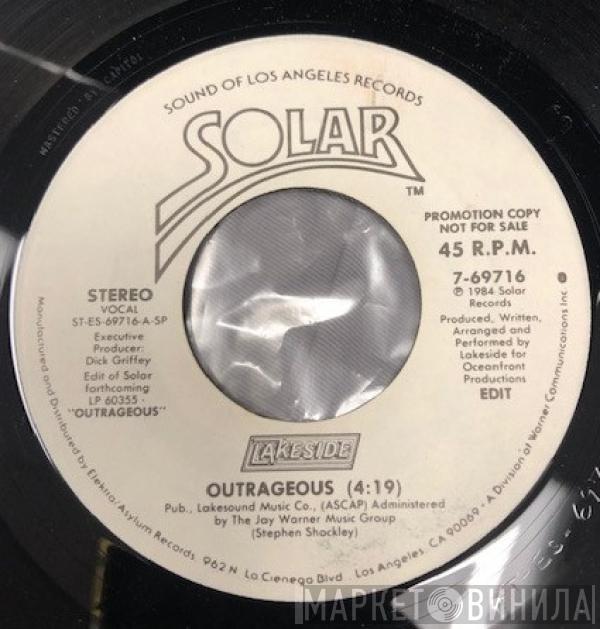 MASTERED BY CAPITOL
SOUND OF LOS ANGELES RECORDS
SOLAR
TM
PROMOTION COPY
NOT FOR SALE
45 R.P.M.
7-69716
℗ 1984 Solar
Records
Produced, Written,
Arranged and
Performed by
Lakeside for
Oceanfront
Productions
EDIT
STEREO
VOCAL
ST-ES-69716-A-SP
Executive
Producer:
Dick Griffey
Edit of Solar
forthcoming
LP 60355 -
"OUTRAGEOUS"
LAKESIDE
OUTRAGEOUS (4:19)
Pub., Lakesound Music Co., (ASCAP) Administered
by The Jay Warner Music Group
(Stephen Shockley)
Manufactured and Distributed by Elektra/Asylum Records, 962 N. La Cienega Blvd., Los Angeles, CA 90069 • A Division of Warner Communications Inc.
МАРКЕТ ВИНИЛА